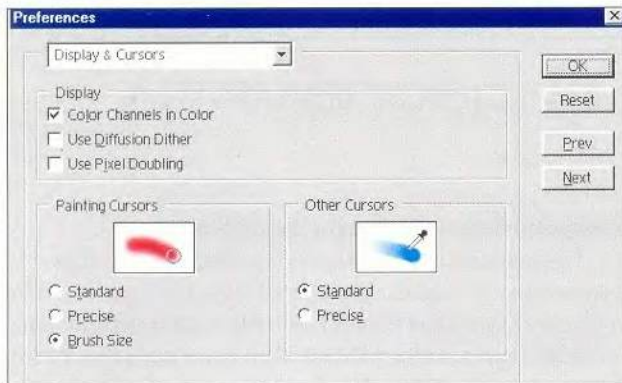 Preferences
Display & Cursors
OK
Reset
Prev
Next
Display
Color Channels in Color
Use Diffusion Dither
Use Pixel Doubling
Painting Cursors
Standard
Precise
Brush Size
Other Cursors
Standard
Precise